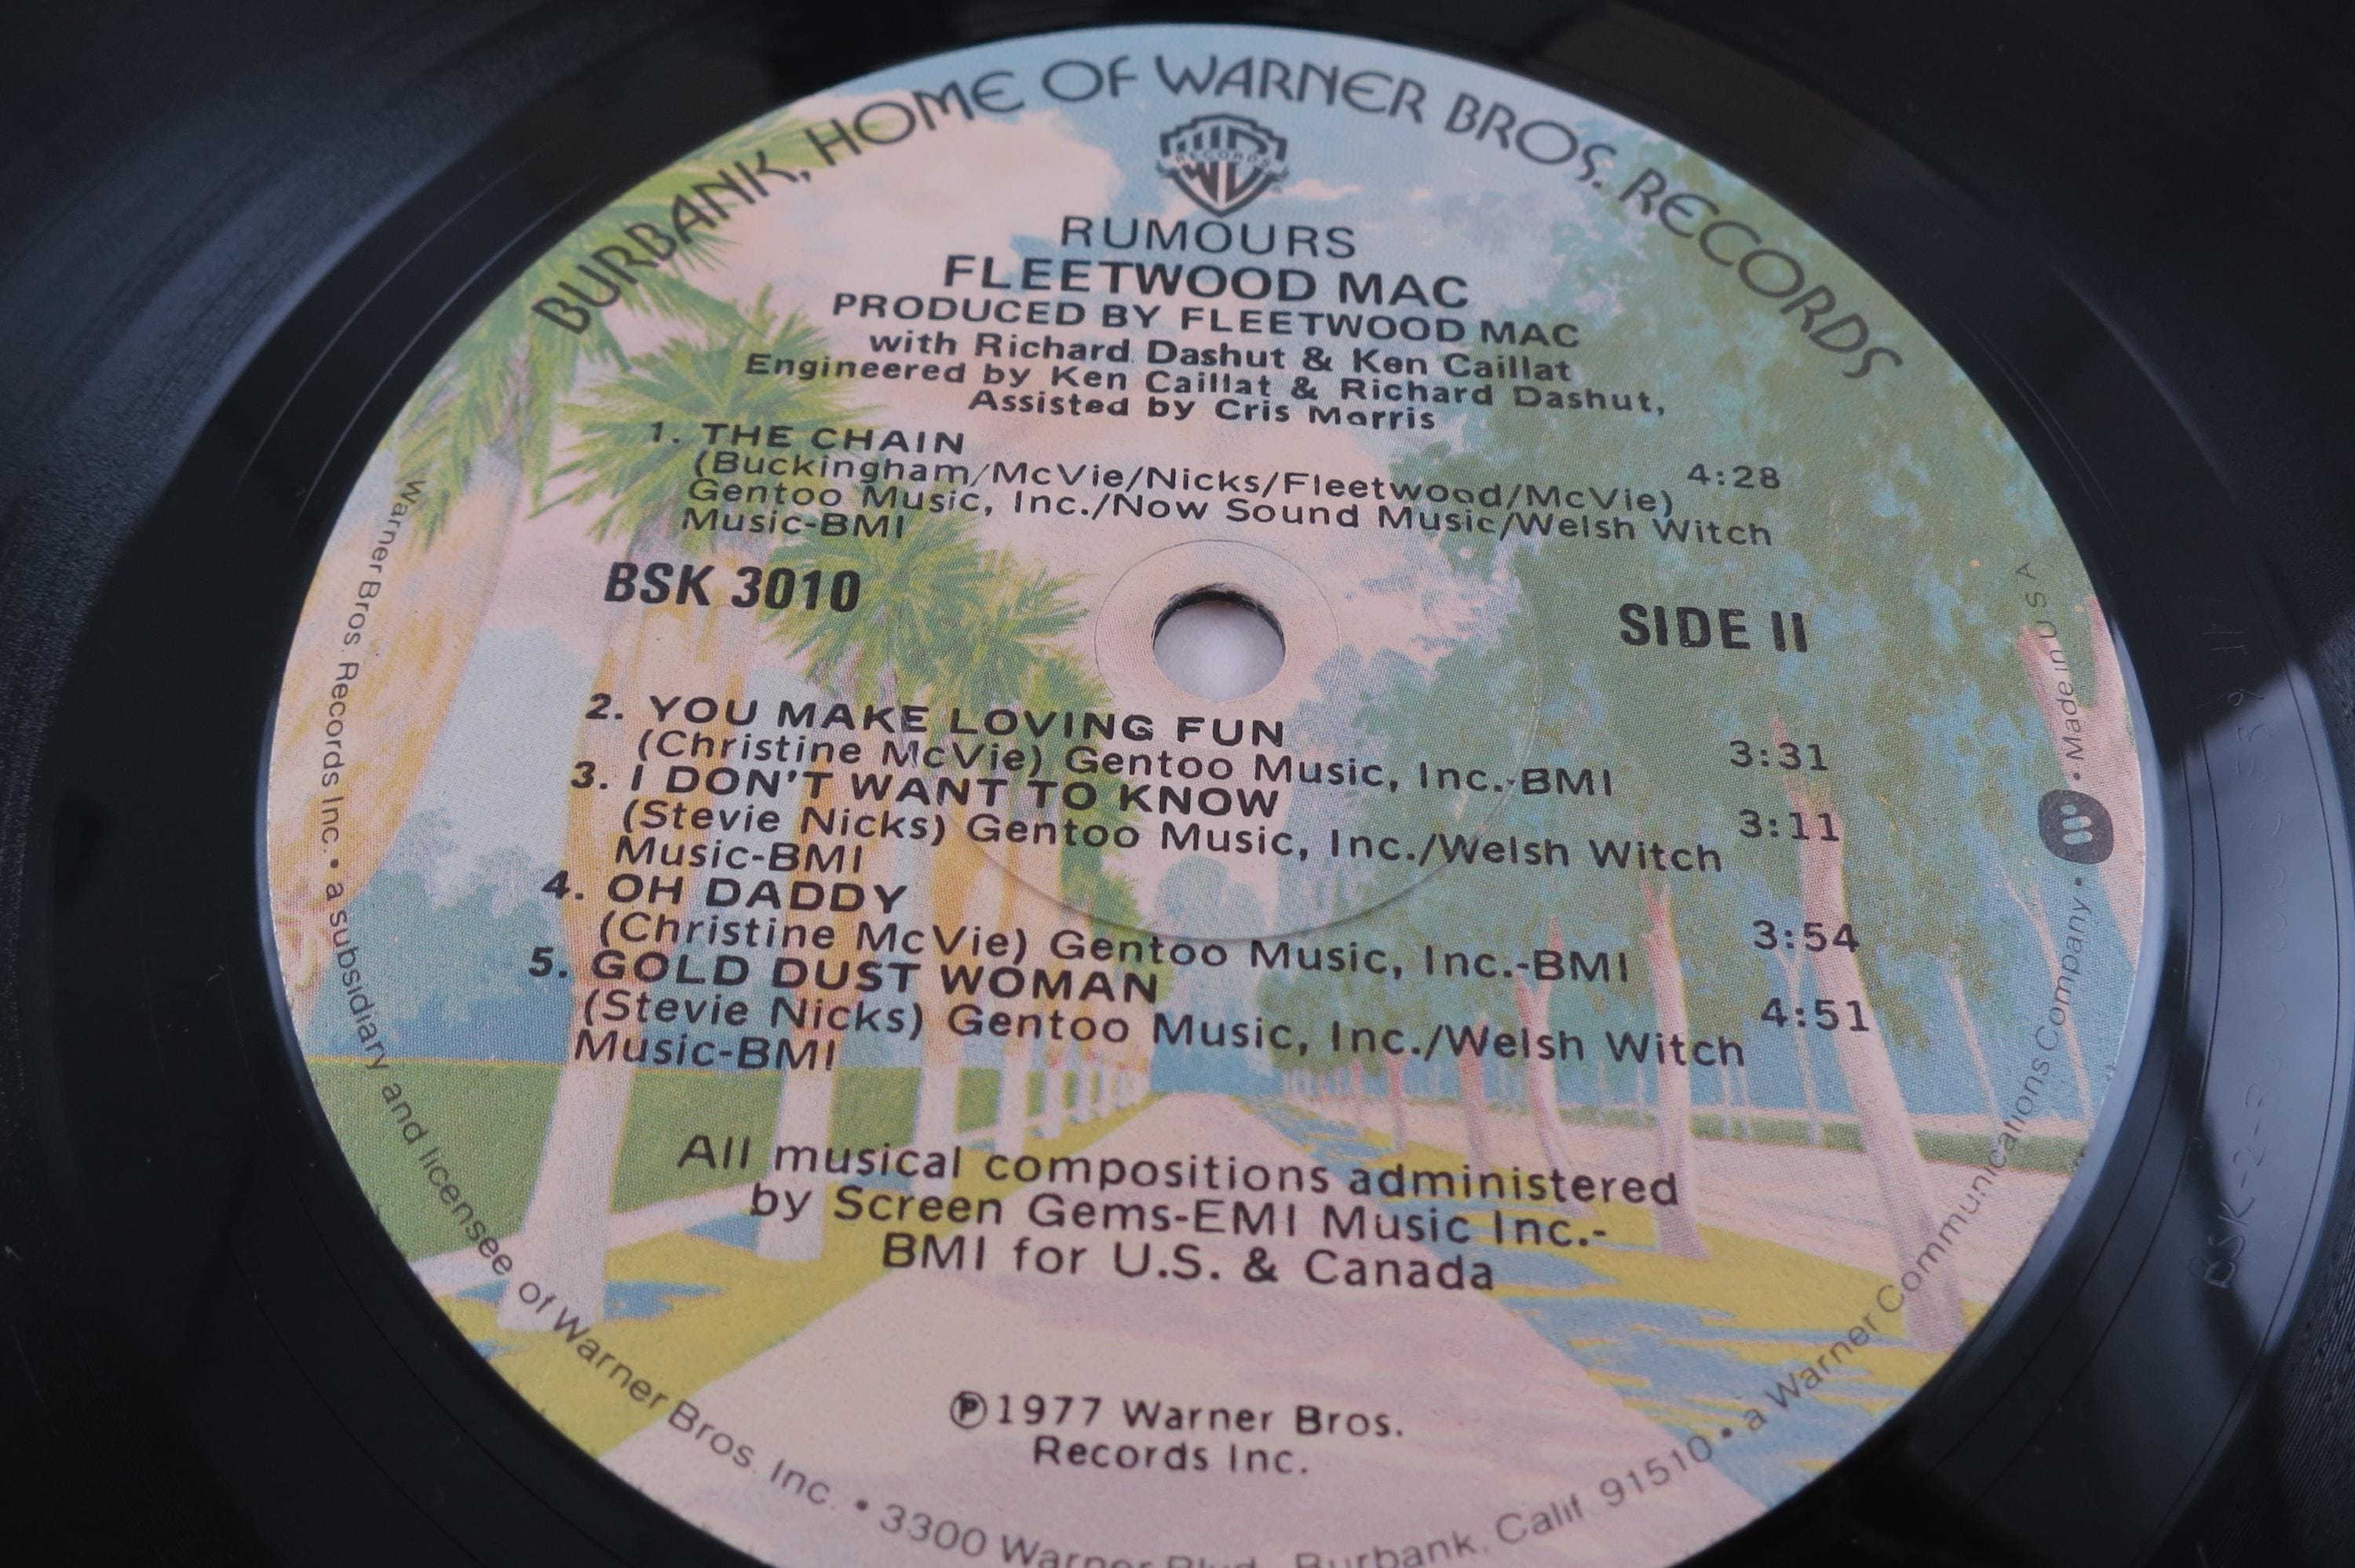 BURBANK, HOME OF WARNER BROS. RECORDS
RECORDS
RUMOURS
FLEETWOOD MAC
PRODUCED BY FLEETWOOD MAC
with Richard Dashut & Ken Caillat
Engineered by Ken Caillat & Richard Dashut,
Assisted by Cris Morris
1. THE CHAIN
(Buckingham/McVie/Nicks/Fleetwood/McVie) 4:28
Gentoo Music, Inc./Now Sound Music/Welsh Witch
Music-BMI
BSK 3010
SIDE II
2. YOU MAKE LOVING FUN
(Christine McVie) Gentoo Music, Inc.-BMI 3:31
3. I DON'T WANT TO KNOW
(Stevie Nicks) Gentoo Music, Inc./Welsh Witch 3:11
Music-BMI
4. OH DADDY
(Christine McVie) Gentoo Music, Inc.-BMI 3:54
5. GOLD DUST WOMAN
(Stevie Nicks) Gentoo Music, Inc./Welsh Witch 4:51
Music-BMI
All musical compositions administered
by Screen Gems-EMI Music Inc.-
BMI for U.S. & Canada
℗1977 Warner Bros.
Records Inc.
Warner Bros. Records Inc. • a subsidiary and licensee of Warner Bros. Inc. • 3300 Warner Blvd., Burbank, Calif. 91510 • a Warner Communications Company • Made in U S A